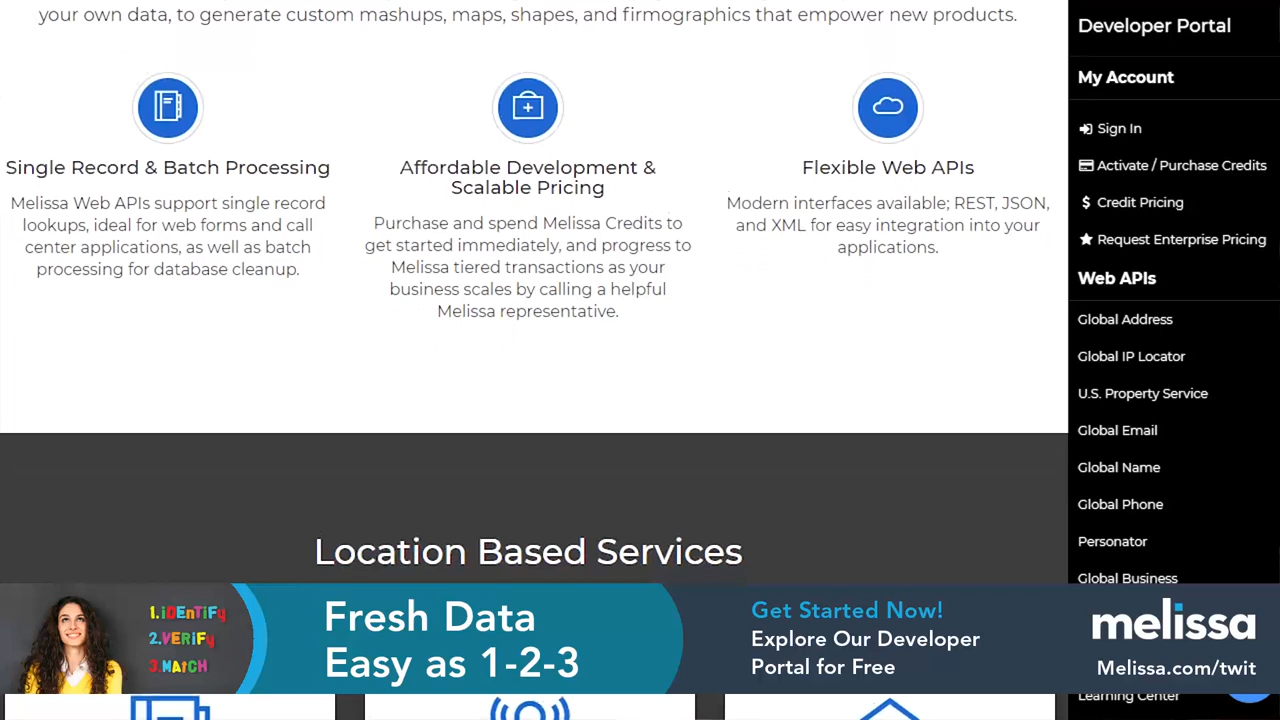 your own data, to generate custom mashups, maps, shapes, and firmographics that empower new products.
Single Record & Batch Processing
Melissa Web APIs support single record
lookups, ideal for web forms and call
center applications, as well as batch
processing for database cleanup.
Affordable Development &
Scalable Pricing
Purchase and spend Melissa Credits to
get started immediately, and progress to
Melissa tiered transactions as your
business scales by calling a helpful
Melissa representative.
Flexible Web APIs
Modern interfaces available; REST, JSON,
and XML for easy integration into your
applications.
Developer Portal
My Account
Sign In
Activate / Purchase Credits
Credit Pricing
Request Enterprise Pricing
Web APIs
Global Address
Global IP Locator
U.S. Property Service
Global Email
Global Name
Global Phone
Personator
Global Business
Learning Center
Location Based Services
1.iDEnTiFy
2.VERiFy
3.MAtCH
Fresh Data
Easy as 1-2-3
Get Started Now!
Explore Our Developer
Portal for Free
melissa
Melissa.com/twit